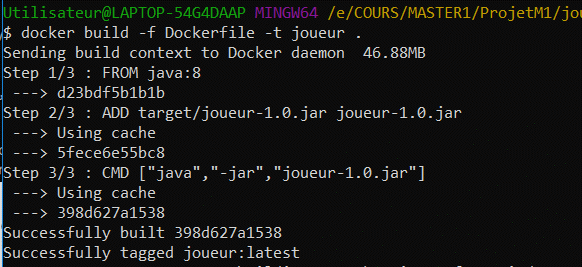 Utilisateur@LAPTOP-54G4DAAP MINGW64 /e/COURS/MASTER1/ProjetM1/jou
$ docker build -f Dockerfile -t joueur .
Sending build context to Docker daemon  46.88MB
Step 1/3 : FROM java:8
 ---> d23bdf5b1b1b
Step 2/3 : ADD target/joueur-1.0.jar joueur-1.0.jar
 ---> Using cache
 ---> 5fece6e55bc8
Step 3/3 : CMD ["java","-jar","joueur-1.0.jar"]
 ---> Using cache
 ---> 398d627a1538
Successfully built 398d627a1538
Successfully tagged joueur:latest